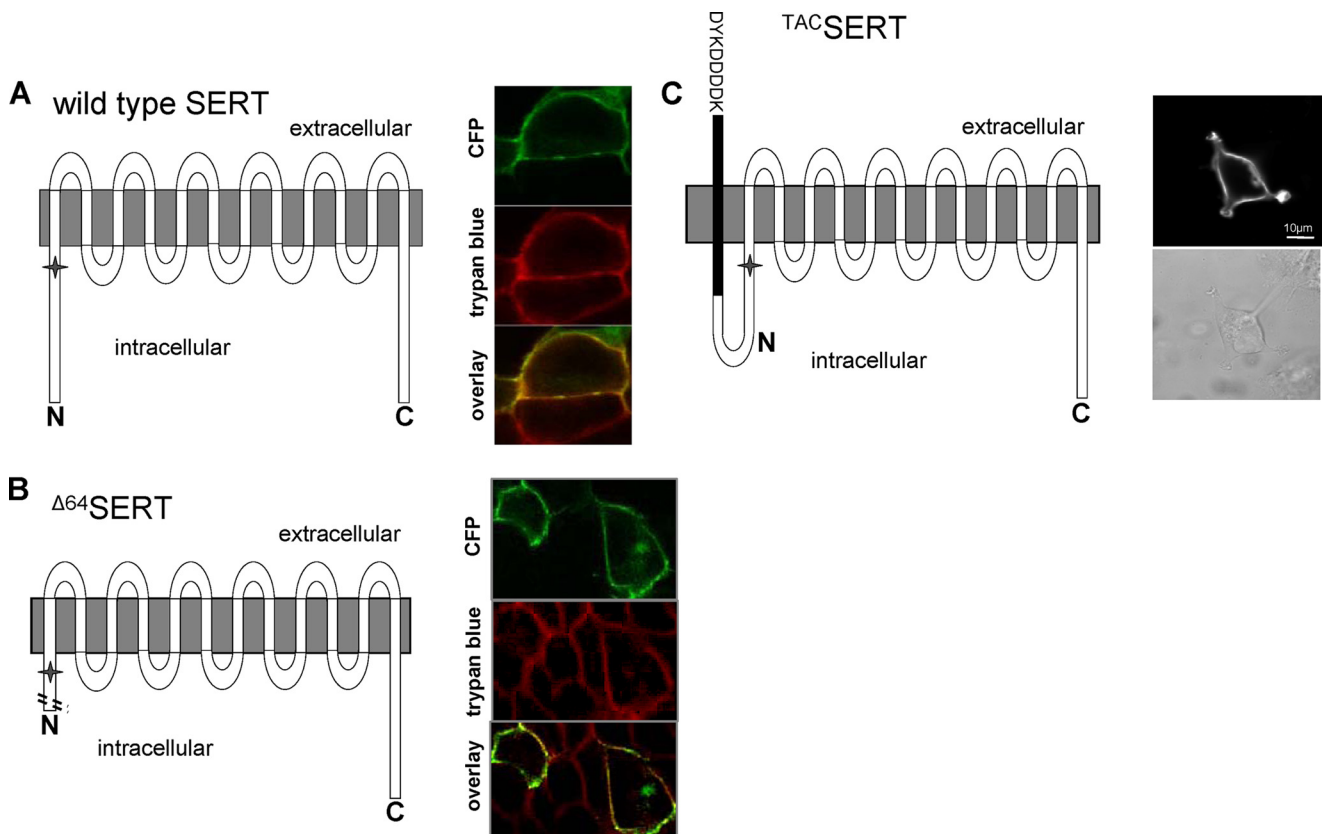 A
wild type SERT
extracellular
intracellular
N
C
CFP
trypan blue
overlay
B
Δ64SERT
extracellular
intracellular
N
C
CFP
trypan blue
overlay
C
TACSERT
DYKDDDDDK
extracellular
intracellular
N
C
10µm